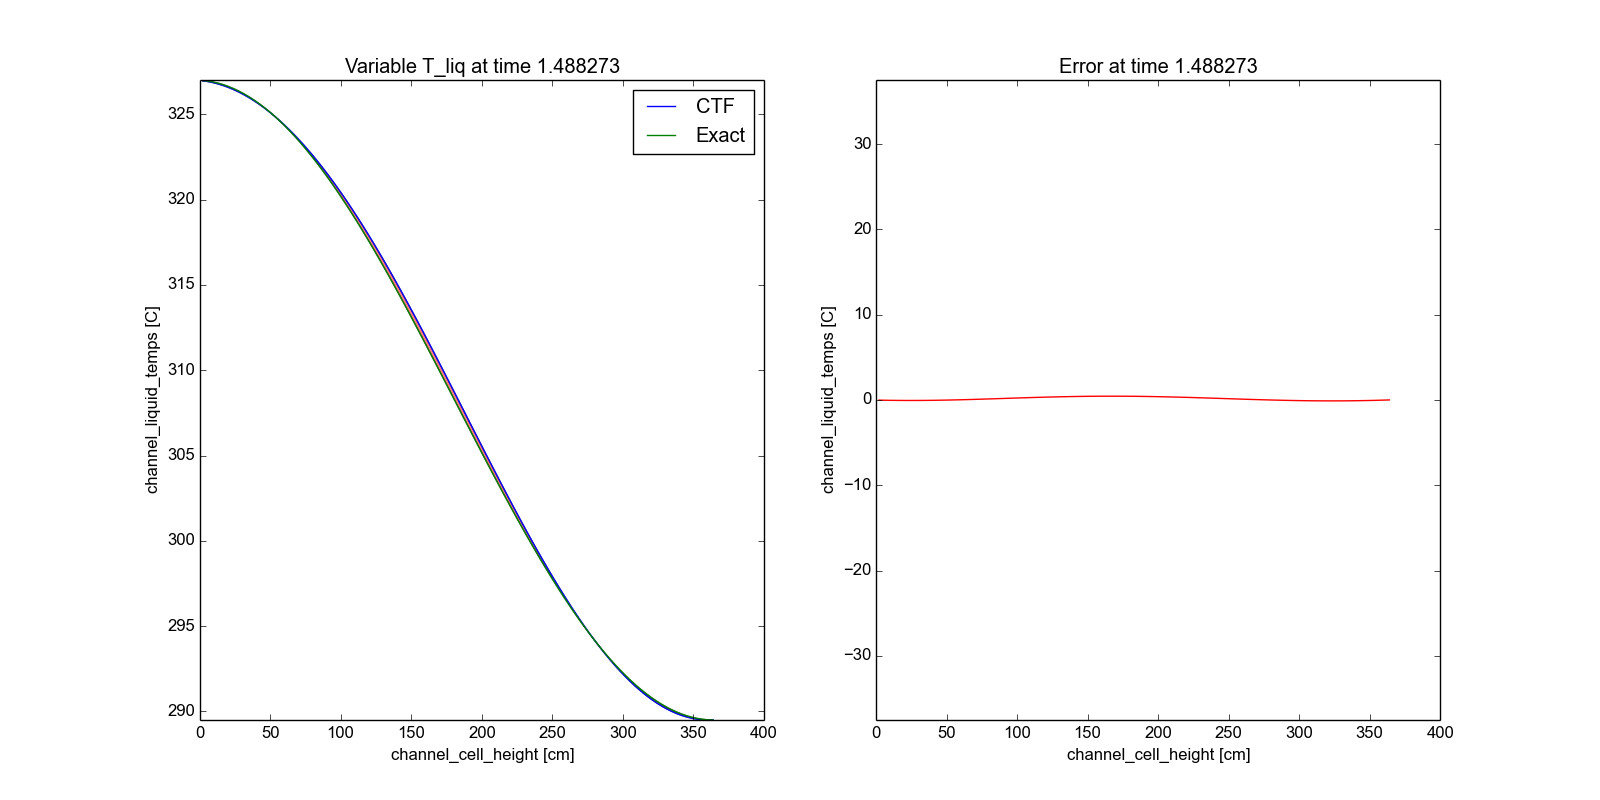 Variable T_liq at time 1.488273
CTF
Exact
325
320
315
310
305
300
295
290
channel_liquid_temps [C]
0 50 100 150 200 250 300 350 400
channel_cell_height [cm]
Error at time 1.488273
30
20
10
0
−10
−20
−30
channel_liquid_temps [C]
0 50 100 150 200 250 300 350 400
channel_cell_height [cm]